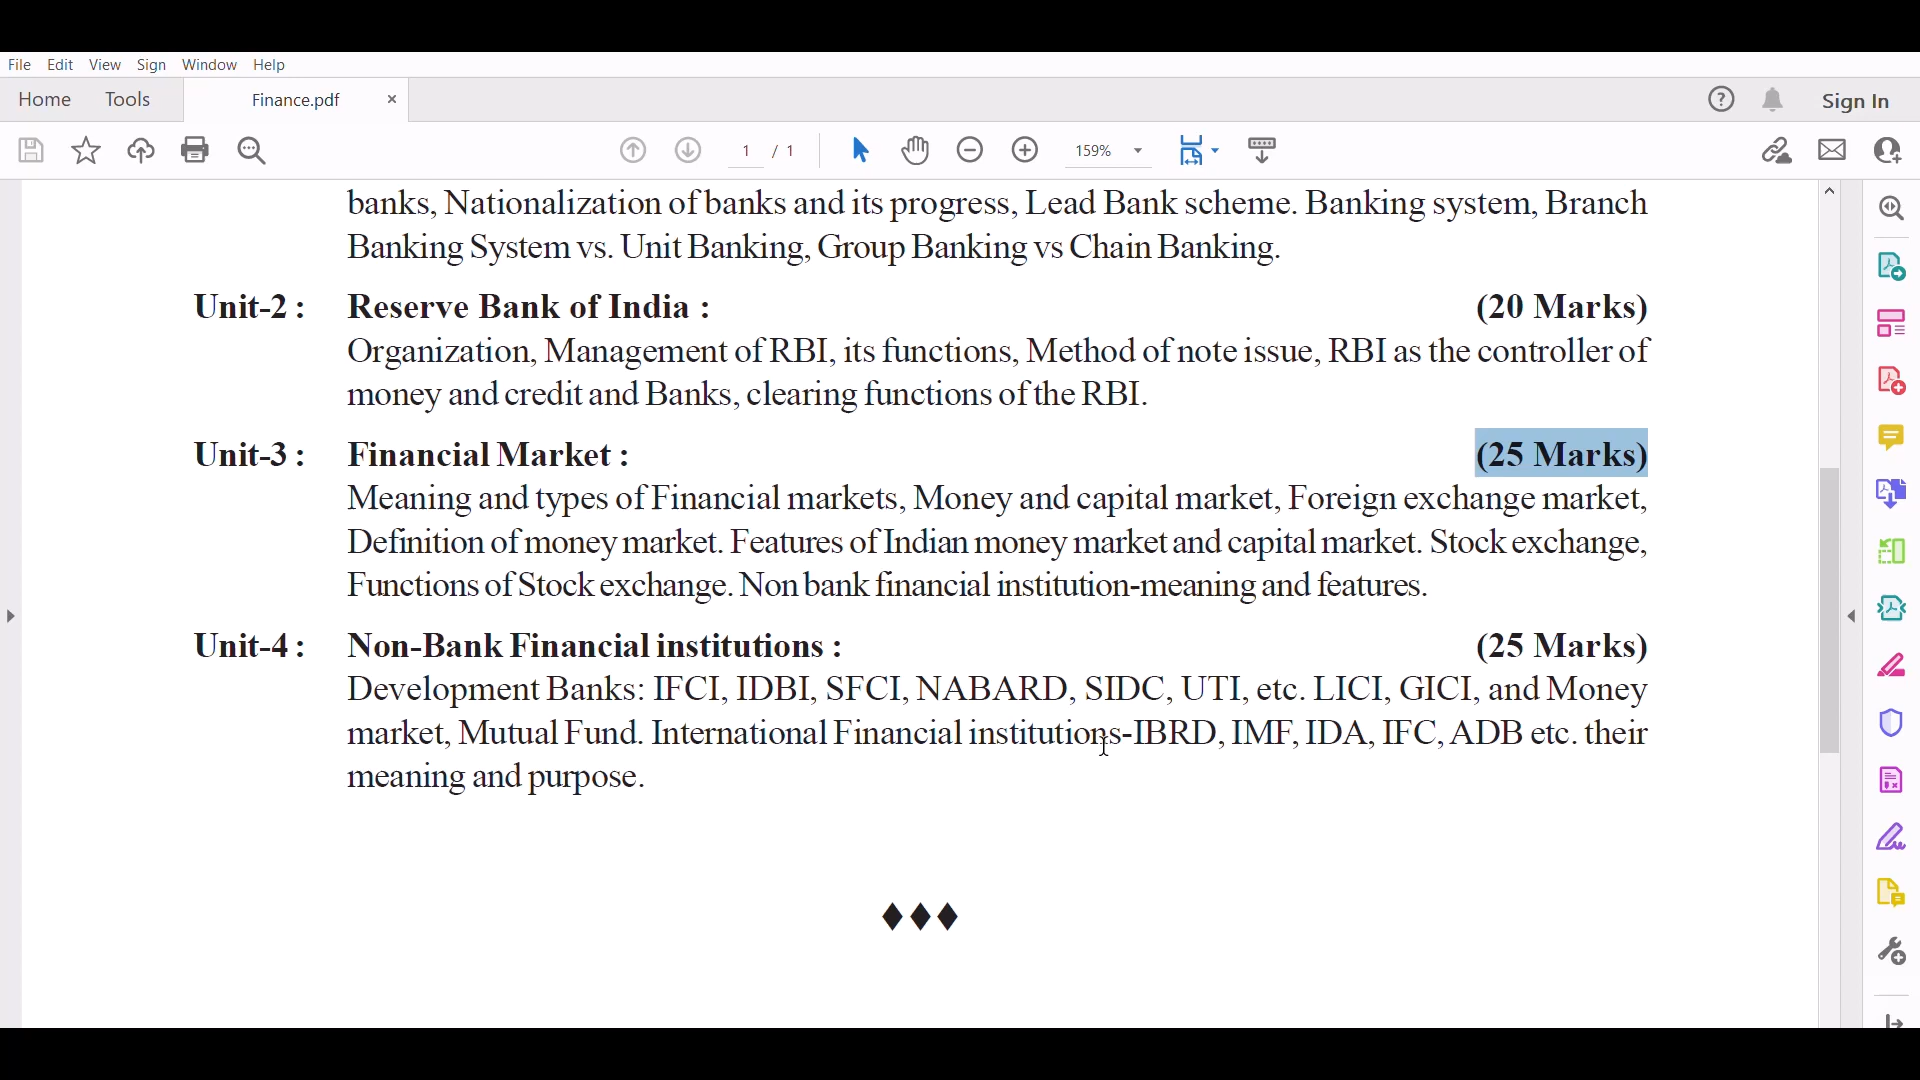 File Edit View Sign Window Help
Home Tools Finance.pdf × ? Sign In
1 / 1 159%
banks, Nationalization of banks and its progress, Lead Bank scheme. Banking system, Branch
Banking System vs. Unit Banking, Group Banking vs Chain Banking.
Unit-2 : Reserve Bank of India : (20 Marks)
Organization, Management of RBI, its functions, Method of note issue, RBI as the controller of
money and credit and Banks, clearing functions of the RBI.
Unit-3 : Financial Market : (25 Marks)
Meaning and types of Financial markets, Money and capital market, Foreign exchange market,
Definition of money market. Features of Indian money market and capital market. Stock exchange,
Functions of Stock exchange. Non bank financial institution-meaning and features.
Unit-4 : Non-Bank Financial institutions : (25 Marks)
Development Banks: IFCI, IDBI, SFCI, NABARD, SIDC, UTI, etc. LICI, GICI, and Money
market, Mutual Fund. International Financial institutions-IBRD, IMF, IDA, IFC, ADB etc. their
meaning and purpose.
♦♦♦